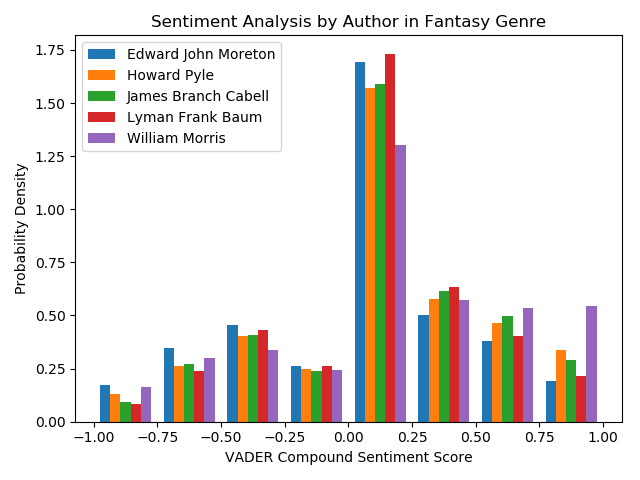 Sentiment Analysis by Author in Fantasy Genre
Edward John Moreton
Howard Pyle
James Branch Cabell
Lyman Frank Baum
William Morris
Probability Density
1.75
1.50
1.25
1.00
0.75
0.50
0.25
0.00
−1.00 −0.75 −0.50 −0.25 0.00 0.25 0.50 0.75 1.00
VADER Compound Sentiment Score